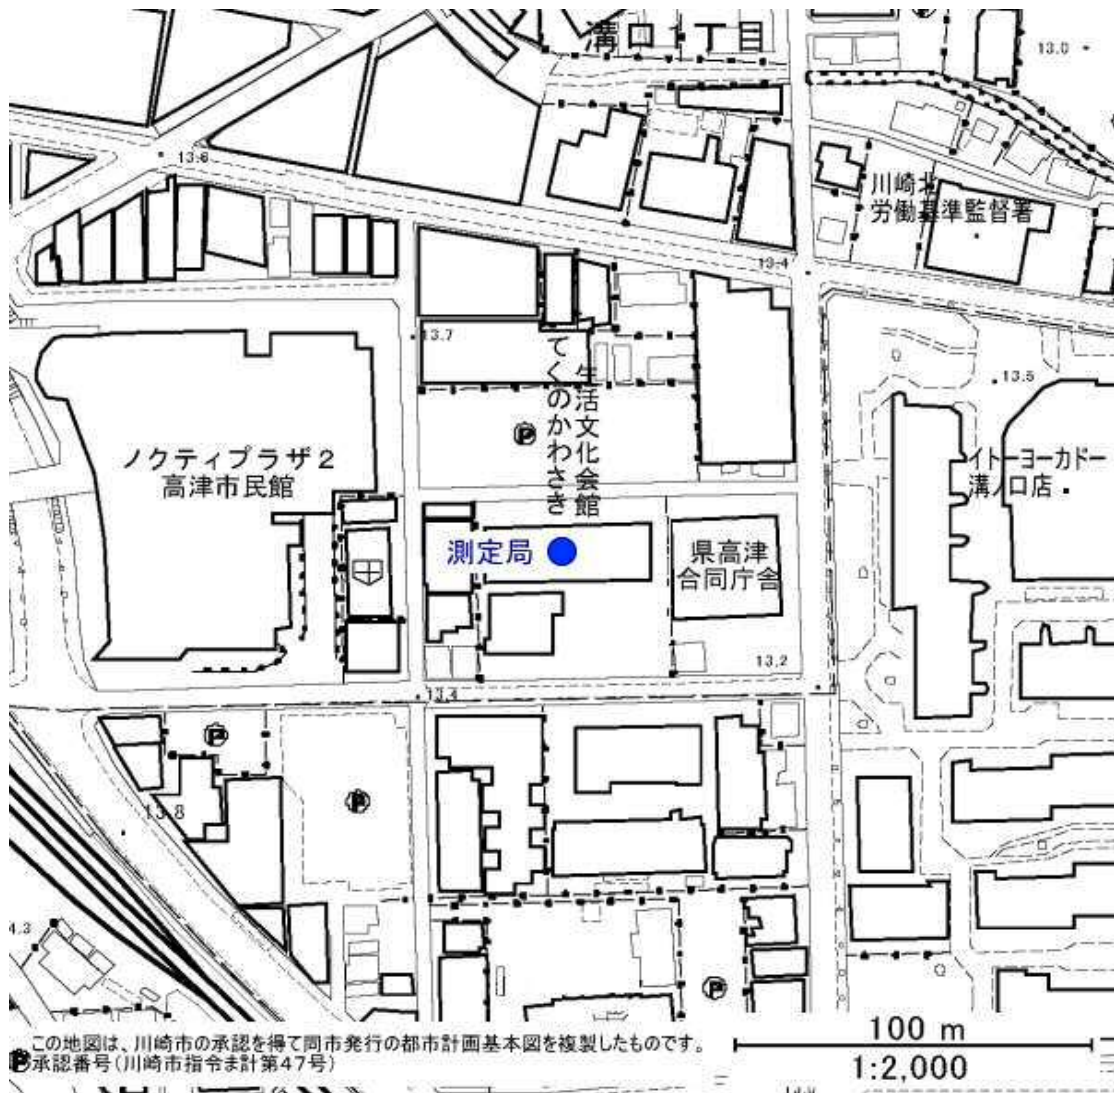 溝
13.0
13.6
川崎北
労働基準監督署
13.4
13.7
13.5
生活文化会館
てくのかわさき
P
ノクティプラザ2
高津市民館
イトーヨーカドー
溝ノ口店
測定局
県高津
合同庁舎
13.2
13.4
P
P
13.8
4.3
P
この地図は、川崎市の承認を得て同市発行の都市計画基本図を複製したものです。
P
承認番号(川崎市指令ま計第47号)
100 m
1:2,000